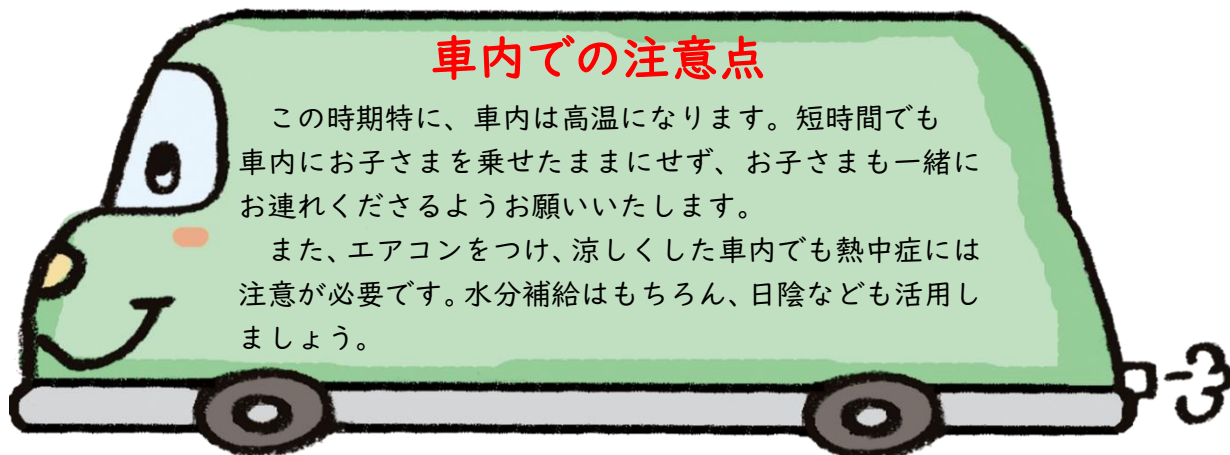 車内での注意点
この時期特に、車内は高温になります。短時間でも
車内にお子さまを乗せたままにせず、お子さまも一緒に
お連れくださるようお願いいたします。
また、エアコンをつけ、涼しくした車内でも熱中症には
注意が必要です。水分補給はもちろん、日陰なども活用し
ましょう。